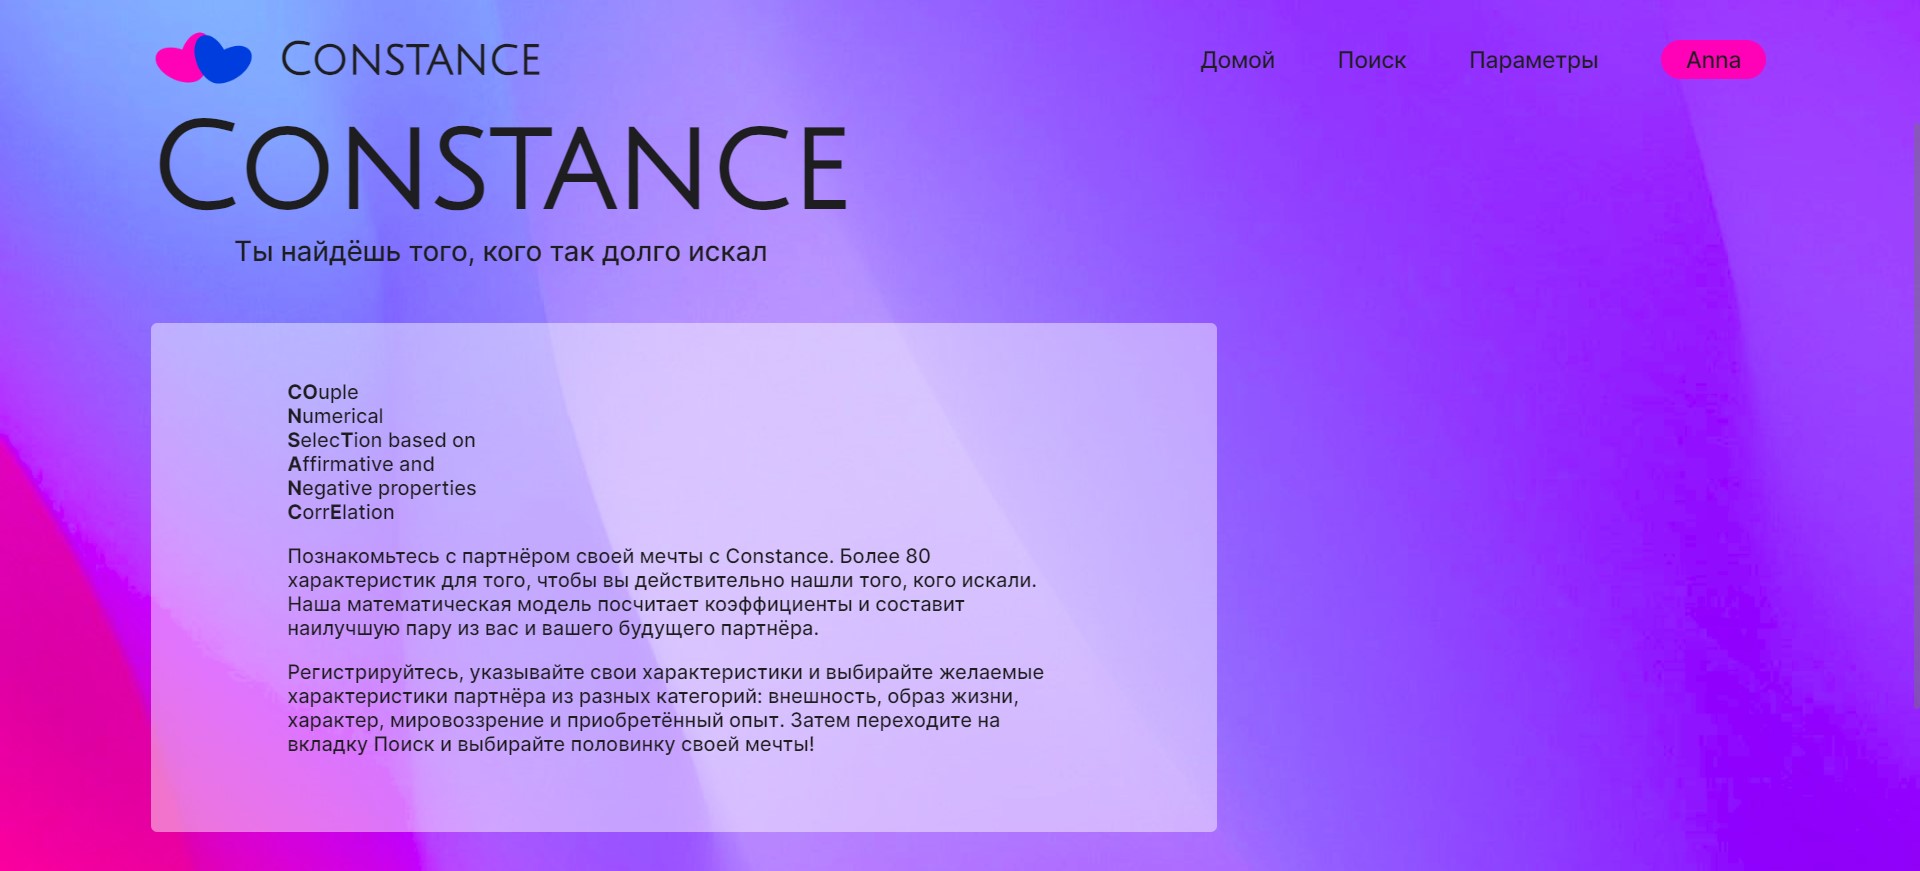 CONSTANCE
Домой
Поиск
Параметры
Anna
CONSTANCE
Ты найдёшь того, кого так долго искал
COuple
Numerical
SelecTion based on
Affirmative and
Negative properties
CorrElation
Познакомьтесь с партнёром своей мечты с Constance. Более 80
характеристик для того, чтобы вы действительно нашли того, кого искали.
Наша математическая модель посчитает коэффициенты и составит
наилучшую пару из вас и вашего будущего партнёра.
Регистрируйтесь, указывайте свои характеристики и выбирайте желаемые
характеристики партнёра из разных категорий: внешность, образ жизни,
характер, мировоззрение и приобретённый опыт. Затем переходите на
вкладку Поиск и выбирайте половинку своей мечты!